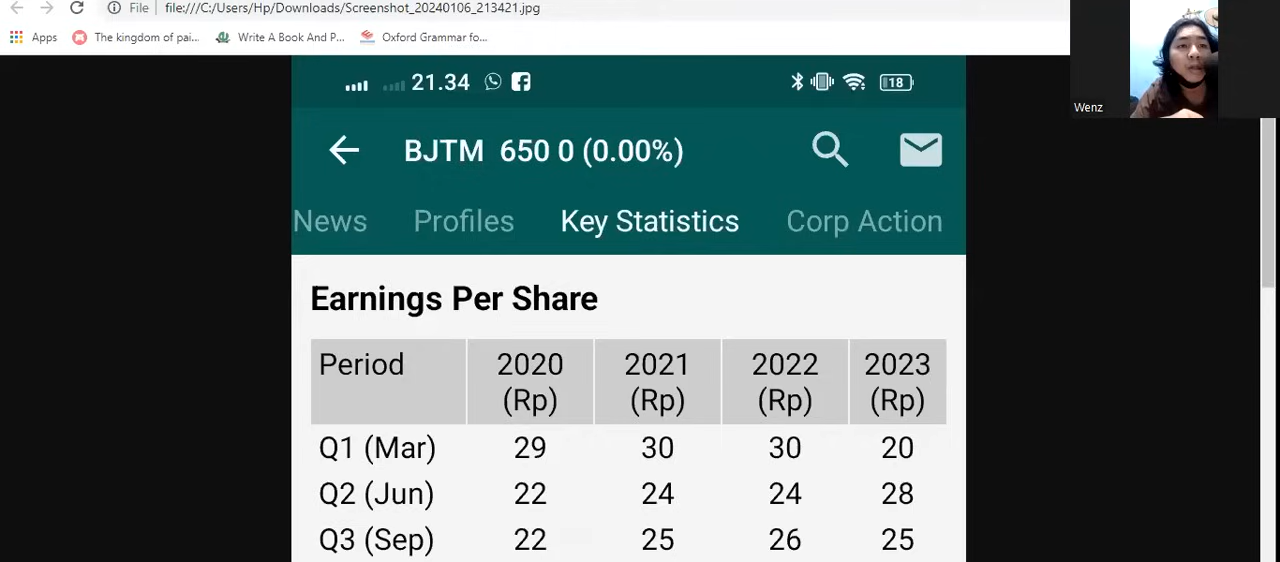 File file:///C:/Users/Hp/Downloads/Screenshot_20240106_213421.jpg
Apps The kingdom of pai... Write A Book And P... Oxford Grammar fo...
Wenz
21.34 18
BJTM 650 0 (0.00%)
News Profiles Key Statistics Corp Action
Earnings Per Share
Period 2020 (Rp) 2021 (Rp) 2022 (Rp) 2023 (Rp)
Q1 (Mar) 29 30 30 20
Q2 (Jun) 22 24 24 28
Q3 (Sep) 22 25 26 25